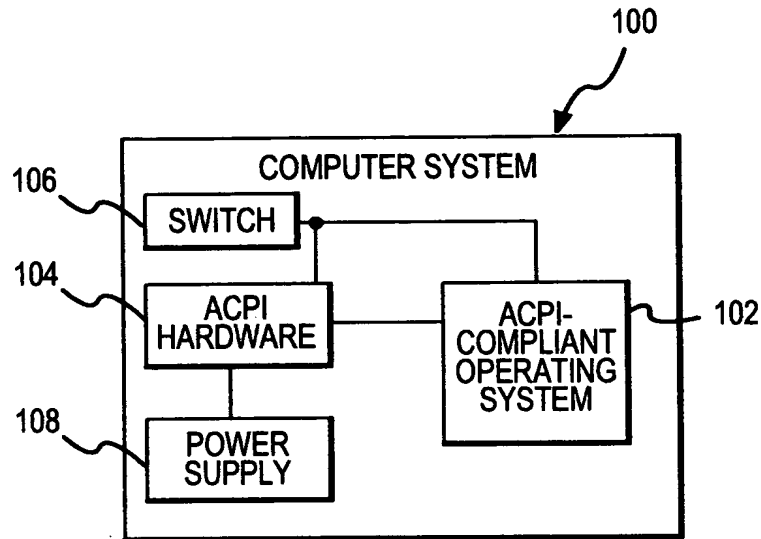 100
COMPUTER SYSTEM
106
SWITCH
104
ACPI
HARDWARE
ACPI-
COMPLIANT
OPERATING
SYSTEM
102
108
POWER
SUPPLY